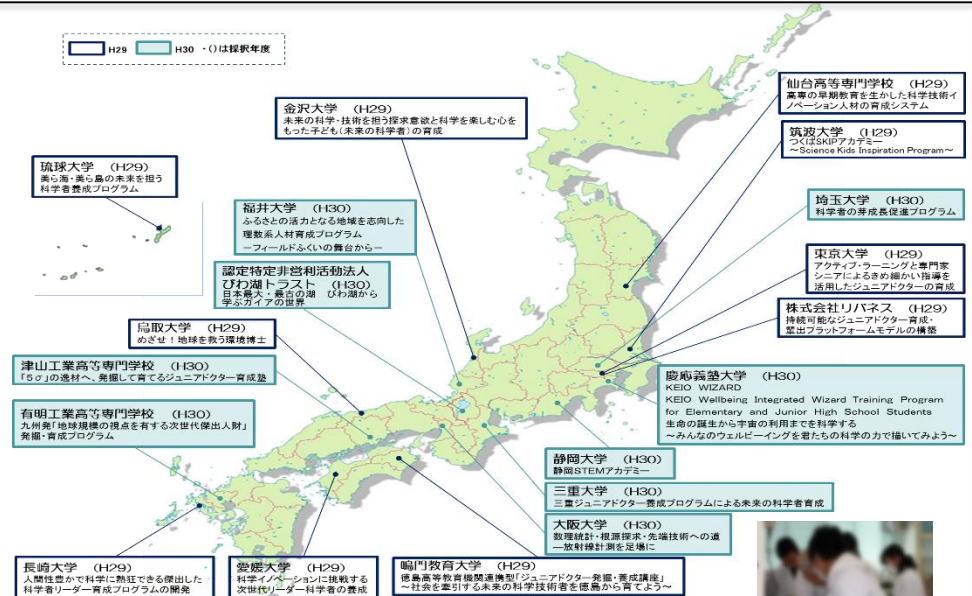 H29 H30 ・()は採択年度
金沢大学 (H29)
未来の科学・技術を担う探求意欲と科学を楽しむ心を
もった子ども(未来の科学者)の育成
仙台高等専門学校 (H29)
高専の早期教育を生かした科学技術イ
ノベーション人材の育成システム
筑波大学 (H29)
つくばSKIPアカデミー
~Science Kids Inspiration Program~
琉球大学 (H29)
美ら海・美ら島の未来を担う
科学者養成プログラム
福井大学 (H30)
ふるさとの活力となる地域を志向した
理数系人材育成プログラム
-フィールドふくいの舞台から-
埼玉大学 (H30)
科学者の芽成長促進プログラム
認定特定非営利活動法人
びわ湖トラスト (H30)
日本最大・最古の湖 びわ湖から
学ぶガイアの世界
東京大学 (H29)
アクティブ・ラーニングと専門家
シニアによるきめ細かい指導を
活用したジュニアドクターの育成
株式会社リバネス (H29)
持続可能なジュニアドクター育成・
輩出プラットフォームモデルの構築
鳥取大学 (H29)
めざせ!地球を救う環境博士
津山工業高等専門学校 (H30)
「5σ」の逸材へ、発掘して育てるジュニアドクター育成塾
慶応義塾大学 (H30)
KEIO WIZARD
KEIO Wellbeing Integrated Wizard Training Program
for Elementary and Junior High School Students
生命の誕生から宇宙の利用までを科学する
~みんなのウェルビーイングを君たちの科学の力で描いてみよう~
有明工業高等専門学校 (H30)
九州発「地球規模の視点を有する次世代傑出人財」
発掘・育成プログラム
静岡大学 (H30)
静岡STEMアカデミー
三重大学 (H30)
三重ジュニアドクター養成プログラムによる未来の科学者育成
大阪大学 (H30)
数理統計・根源探求・先端技術への道
—放射線計測を足場に
長崎大学 (H29)
人間性豊かで科学に熱狂できる傑出した
科学者リーダー育成プログラムの開発
愛媛大学 (H29)
科学イノベーションに挑戦する
次世代リーダー科学者の養成
鳴門教育大学 (H29)
徳島高等教育機関連携型「ジュニアドクター発掘・養成講座」
~社会を牽引する未来の科学技術者を徳島から育てよう~